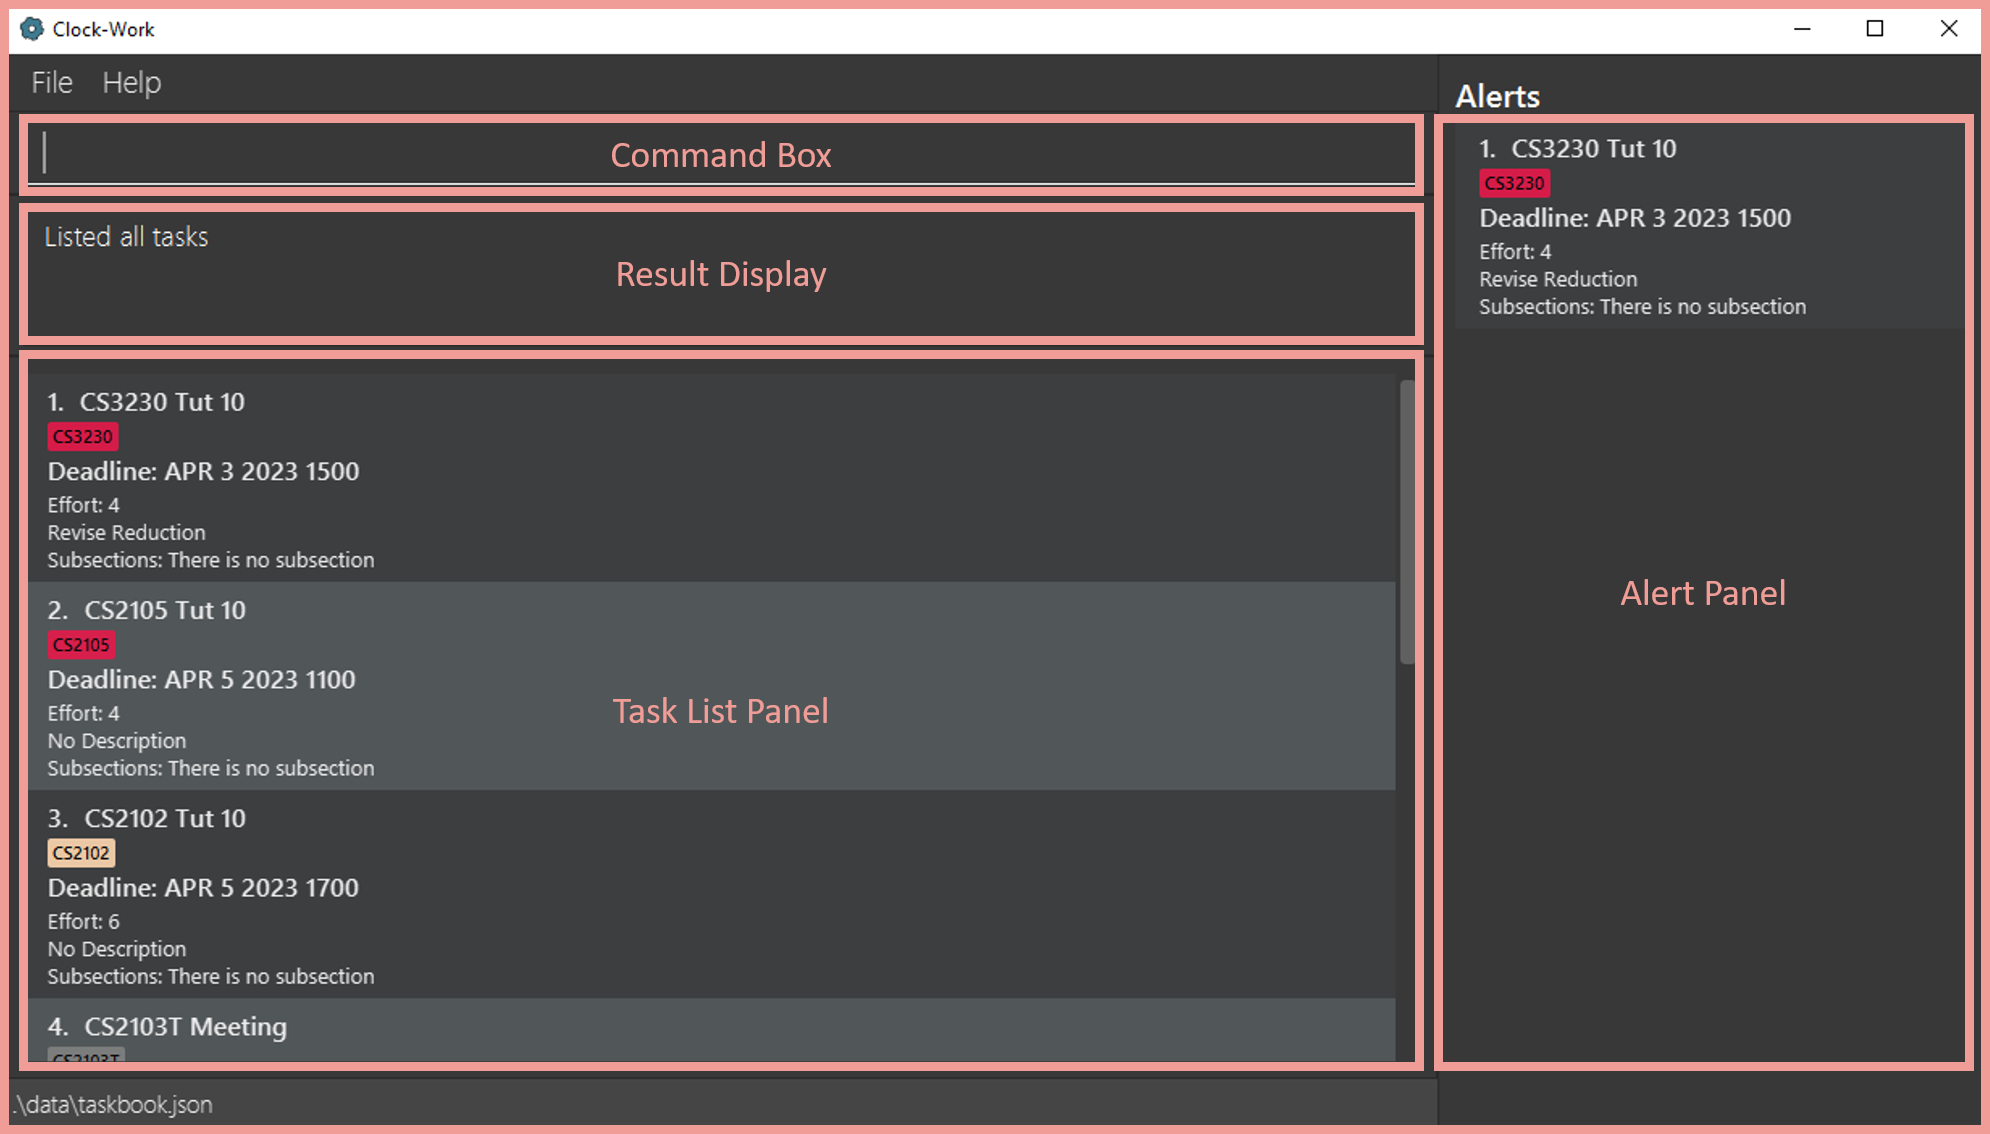 Clock-Work
File Help
Command Box
Listed all tasks
Result Display
1. CS3230 Tut 10
CS3230
Deadline: APR 3 2023 1500
Effort: 4
Revise Reduction
Subsections: There is no subsection
2. CS2105 Tut 10
CS2105
Deadline: APR 5 2023 1100
Effort: 4
Task List Panel
No Description
Subsections: There is no subsection
3. CS2102 Tut 10
CS2102
Deadline: APR 5 2023 1700
Effort: 6
No Description
Subsections: There is no subsection
4. CS2103T Meeting
CS2103T
.\data\taskbook.json
Alerts
1. CS3230 Tut 10
CS3230
Deadline: APR 3 2023 1500
Effort: 4
Revise Reduction
Subsections: There is no subsection
Alert Panel